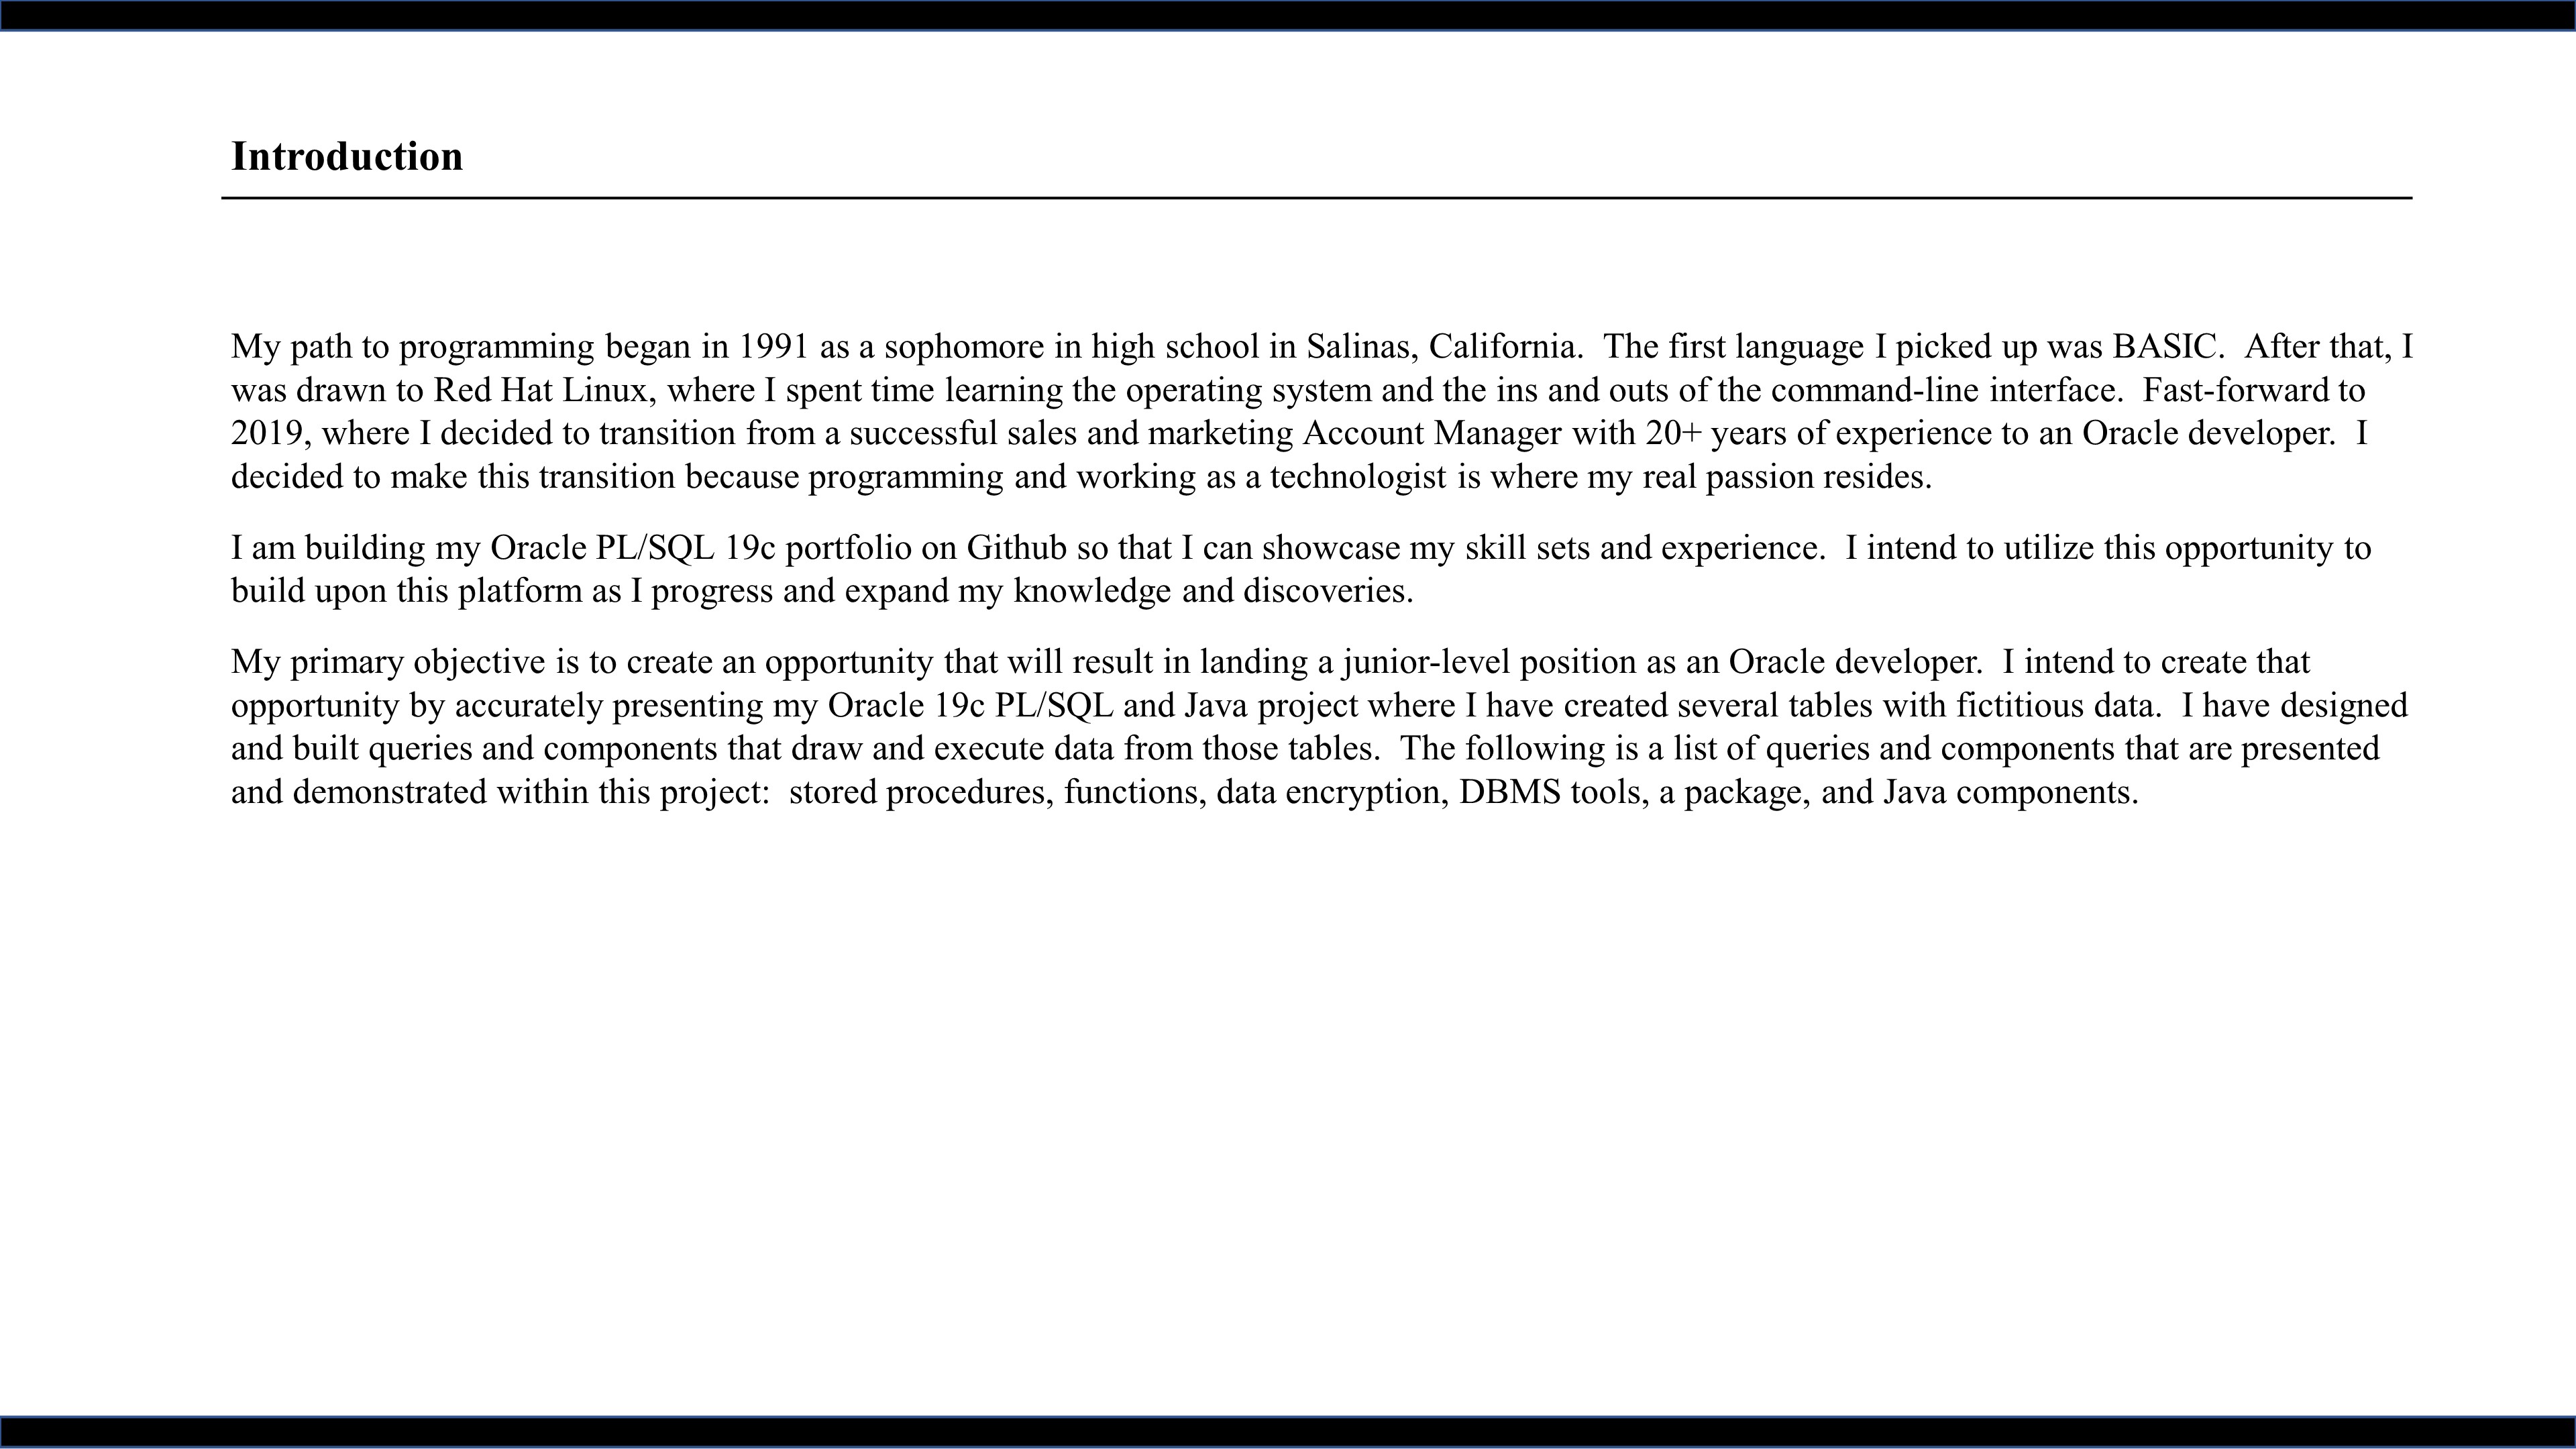 Introduction
My path to programming began in 1991 as a sophomore in high school in Salinas, California.  The first language I picked up was BASIC.  After that, I
was drawn to Red Hat Linux, where I spent time learning the operating system and the ins and outs of the command-line interface.  Fast-forward to
2019, where I decided to transition from a successful sales and marketing Account Manager with 20+ years of experience to an Oracle developer.  I
decided to make this transition because programming and working as a technologist is where my real passion resides.
I am building my Oracle PL/SQL 19c portfolio on Github so that I can showcase my skill sets and experience.  I intend to utilize this opportunity to
build upon this platform as I progress and expand my knowledge and discoveries.
My primary objective is to create an opportunity that will result in landing a junior-level position as an Oracle developer.  I intend to create that
opportunity by accurately presenting my Oracle 19c PL/SQL and Java project where I have created several tables with fictitious data.  I have designed
and built queries and components that draw and execute data from those tables.  The following is a list of queries and components that are presented
and demonstrated within this project:  stored procedures, functions, data encryption, DBMS tools, a package, and Java components.